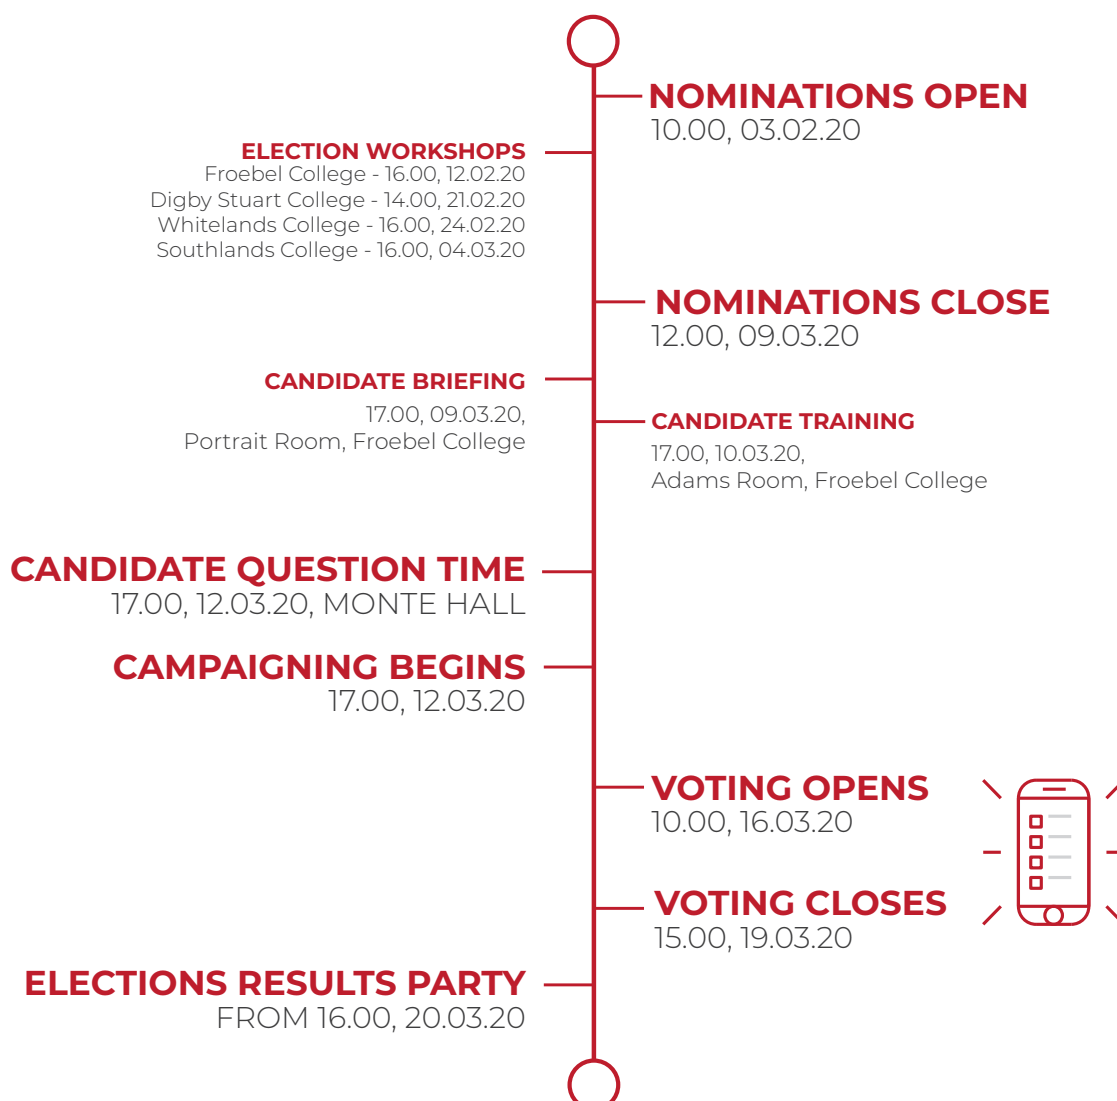 NOMINATIONS OPEN
10.00, 03.02.20
ELECTION WORKSHOPS
Froebel College - 16.00, 12.02.20
Digby Stuart College - 14.00, 21.02.20
Whitelands College - 16.00, 24.02.20
Southlands College - 16.00, 04.03.20
NOMINATIONS CLOSE
12.00, 09.03.20
CANDIDATE BRIEFING
17.00, 09.03.20,
Portrait Room, Froebel College
CANDIDATE TRAINING
17.00, 10.03.20,
Adams Room, Froebel College
CANDIDATE QUESTION TIME
17.00, 12.03.20, MONTE HALL
CAMPAIGNING BEGINS
17.00, 12.03.20
VOTING OPENS
10.00, 16.03.20
VOTING CLOSES
15.00, 19.03.20
ELECTIONS RESULTS PARTY
FROM 16.00, 20.03.20